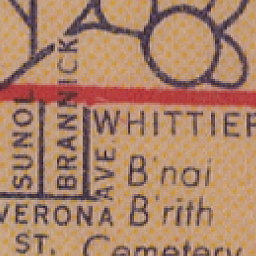 SUNOL
BRANNICK
AVE.
WHITTIER
B'nai
B'rith
Cemetery
VERONA
ST.